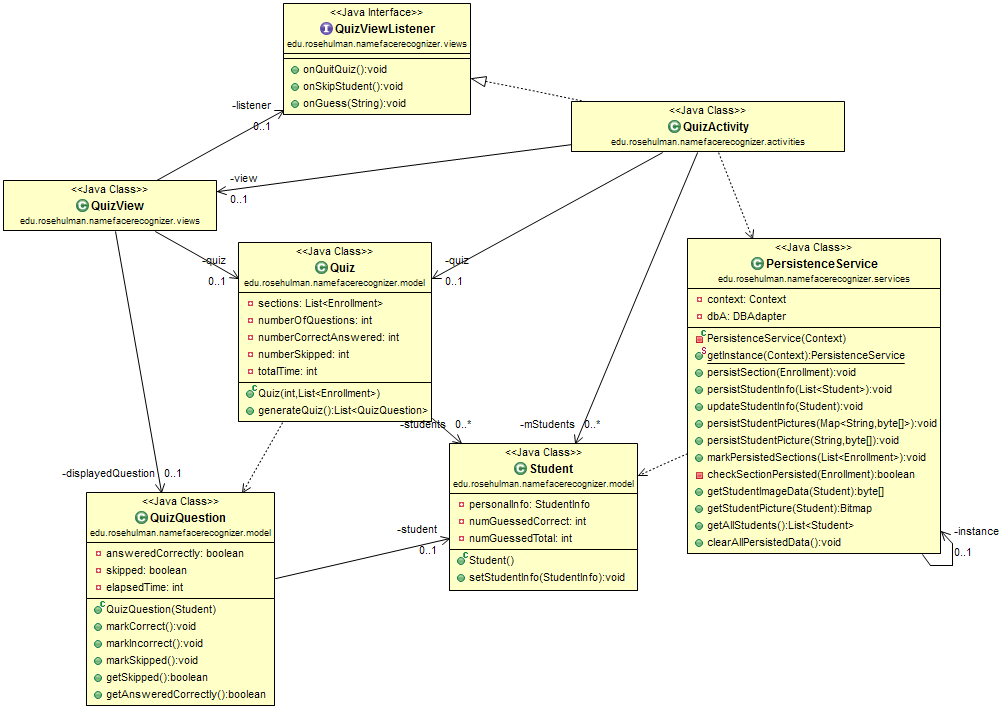 <<Java Interface>>
QuizViewListener
edu.rosehulman.namefacerecognizer.views
onQuitQuiz():void
onSkipStudent():void
onGuess(String):void
<<Java Class>>
QuizActivity
edu.rosehulman.namefacerecognizer.activities
-listener
0..1
-view
0..1
<<Java Class>>
QuizView
edu.rosehulman.namefacerecognizer.views
-quiz
0..1
-quiz
0..1
<<Java Class>>
Quiz
edu.rosehulman.namefacerecognizer.model
sections: List<Enrollment>
numberOfQuestions: int
numberCorrectAnswered: int
numberSkipped: int
totalTime: int
Quiz(int,List<Enrollment>)
generateQuiz():List<QuizQuestion>
<<Java Class>>
PersistenceService
edu.rosehulman.namefacerecognizer.services
context: Context
dbA: DBAdapter
PersistenceService(Context)
getInstance(Context):PersistenceService
persistSection(Enrollment):void
persistStudentInfo(List<Student>):void
updateStudentInfo(Student):void
persistStudentPictures(Map<String,byte[]>):void
persistStudentPicture(String,byte[]):void
markPersistedSections(List<Enrollment>):void
checkSectionPersisted(Enrollment):boolean
getStudentImageData(Student):byte[]
getStudentPicture(Student):Bitmap
getAllStudents():List<Student>
clearAllPersistedData():void
-instance
0..1
-students 0..*
-mStudents 0..*
<<Java Class>>
Student
edu.rosehulman.namefacerecognizer.model
personalInfo: StudentInfo
numGuessedCorrect: int
numGuessedTotal: int
Student()
setStudentInfo(StudentInfo):void
-displayedQuestion 0..1
<<Java Class>>
QuizQuestion
edu.rosehulman.namefacerecognizer.model
answeredCorrectly: boolean
skipped: boolean
elapsedTime: int
QuizQuestion(Student)
markCorrect():void
markIncorrect():void
markSkipped():void
getSkipped():boolean
getAnsweredCorrectly():boolean
-student
0..1